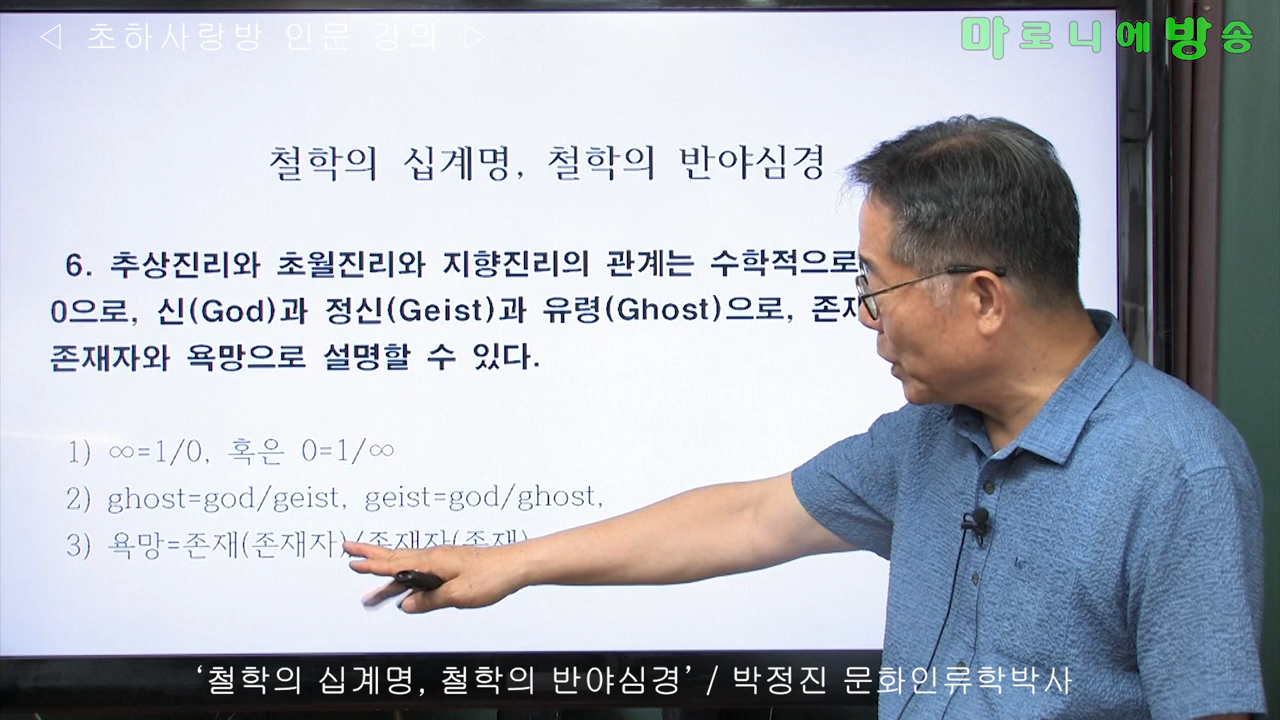 ◁ 초하사랑방 인문 강의 ▷
마로니에방송
철학의 십계명, 철학의 반야심경
6. 추상진리와 초월진리와 지향진리의 관계는 수학적으로
0으로, 신(God)과 정신(Geist)과 유령(Ghost)으로,
존재자와 욕망으로 설명할 수 있다.
1) ∞=1/0, 혹은 0=1/∞
2) ghost=god/geist, geist=god/ghost,
3) 욕망=존재(존재자)/존재자(존재)
‘철학의 십계명, 철학의 반야심경’ / 박정진 문화인류학박사